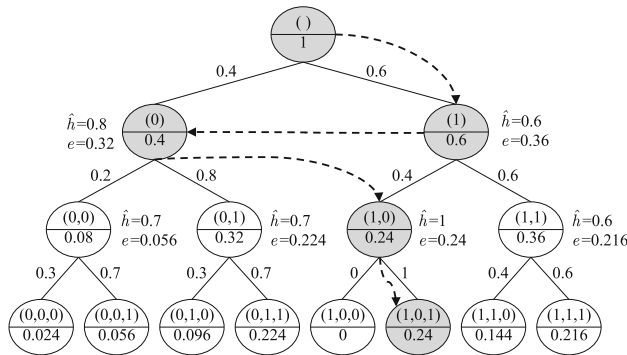 ( )
1
0.4 0.6
ĥ=0.8 (0) (1) ĥ=0.6
e=0.32 0.4 0.6 e=0.36
0.2 0.8 0.4 0.6
(0,0) ĥ=0.7 (0,1) ĥ=0.7 (1,0) ĥ=1 (1,1) ĥ=0.6
0.08 e=0.056 0.32 e=0.224 0.24 e=0.24 0.36 e=0.216
0.3 0.7 0.3 0.7 0 1 0.4 0.6
(0,0,0) (0,0,1) (0,1,0) (0,1,1) (1,0,0) (1,0,1) (1,1,0) (1,1,1)
0.024 0.056 0.096 0.224 0 0.24 0.144 0.216